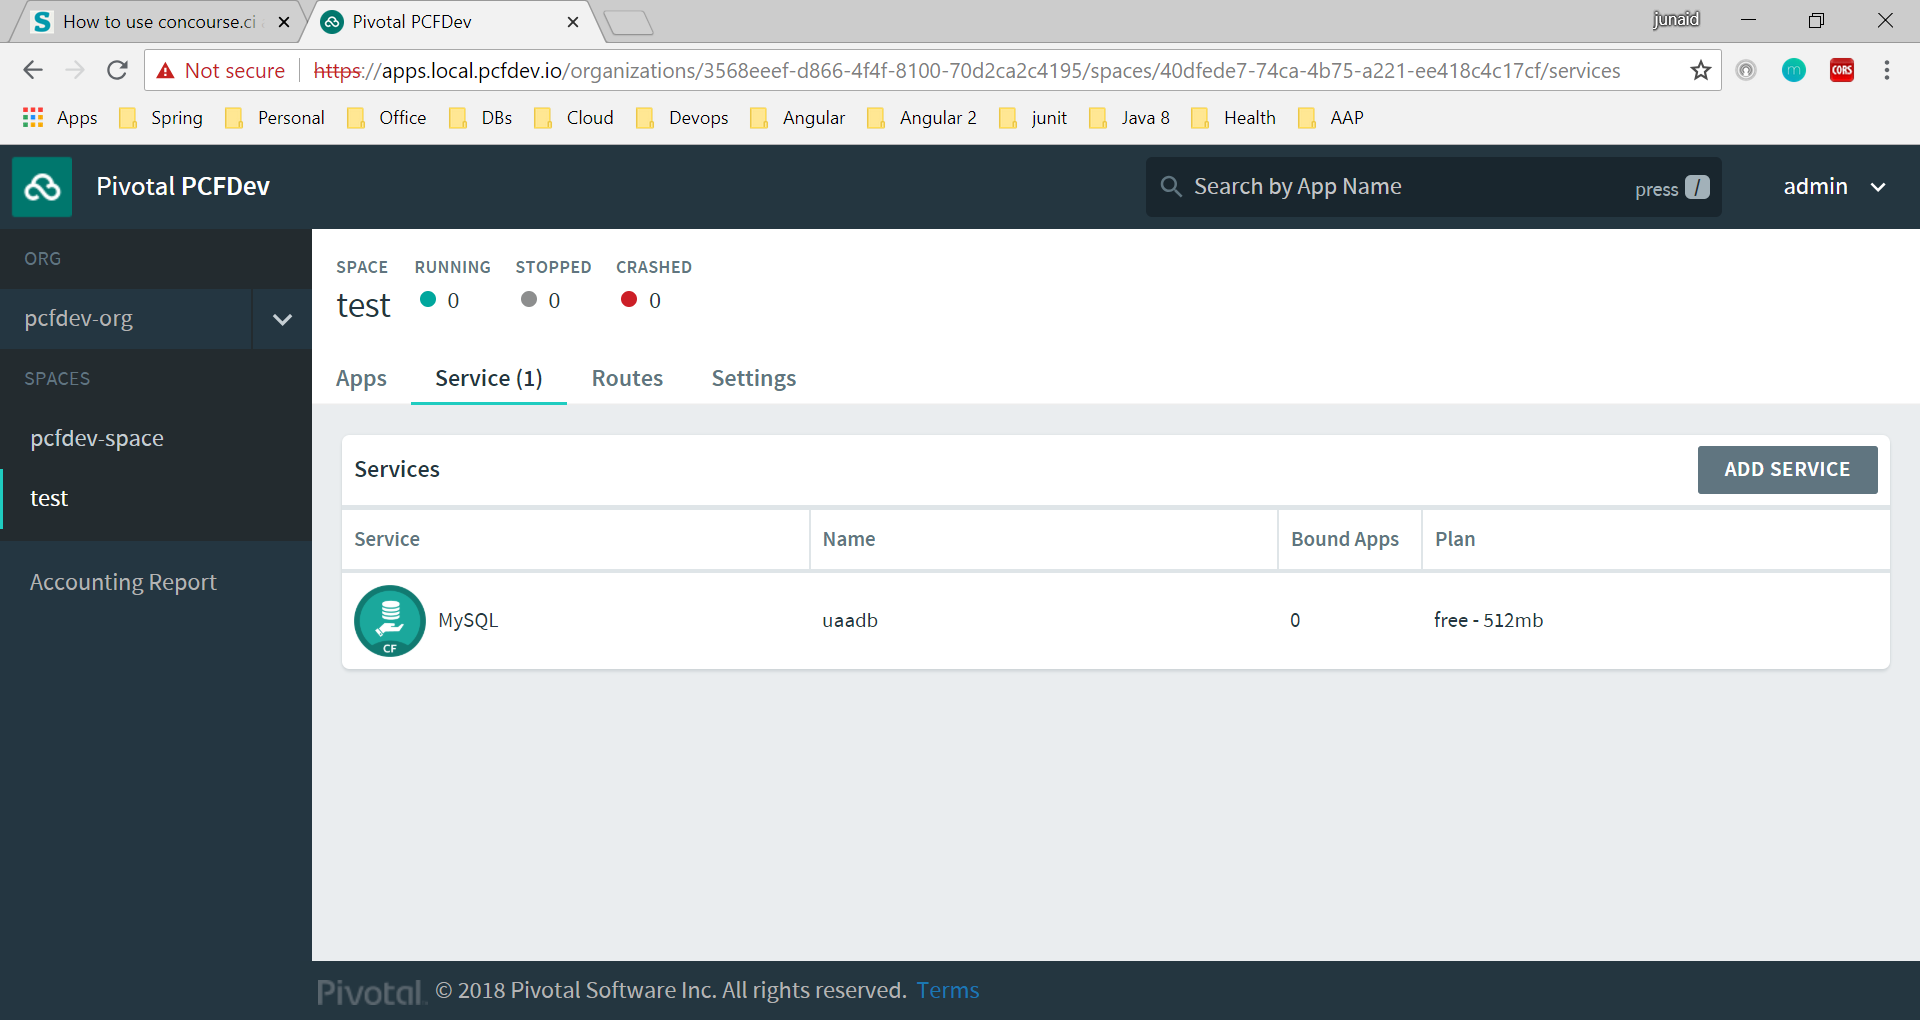 How to use concourse.ci
Pivotal PCFDev
junaid
Not secure https://apps.local.pcfdev.io/organizations/3568eeef-d866-4f4f-8100-70d2ca2c4195/spaces/40dfede7-74ca-4b75-a221-ee418c4c17cf/services
m
CORS
Apps Spring Personal Office DBs Cloud Devops Angular Angular 2 junit Java 8 Health AAP
Pivotal PCFDev
Search by App Name press /
admin
ORG
pcfdev-org
SPACES
pcfdev-space
test
Accounting Report
SPACE RUNNING STOPPED CRASHED
test 0 0 0
Apps Service (1) Routes Settings
Services ADD SERVICE
Service Name Bound Apps Plan
CF MySQL uaadb 0 free - 512mb
Pivotal. © 2018 Pivotal Software Inc. All rights reserved. Terms